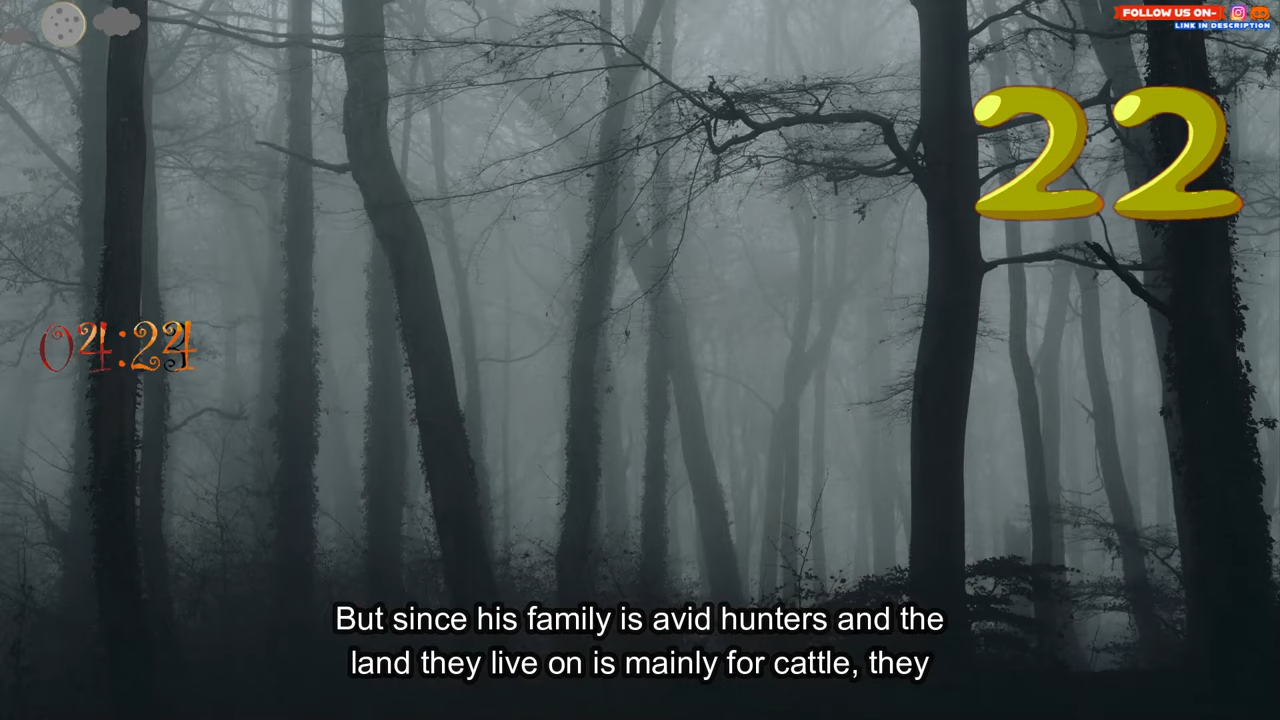 FOLLOW US ON-
LINK IN DESCRIPTION
22
04:24
But since his family is avid hunters and the
land they live on is mainly for cattle, they